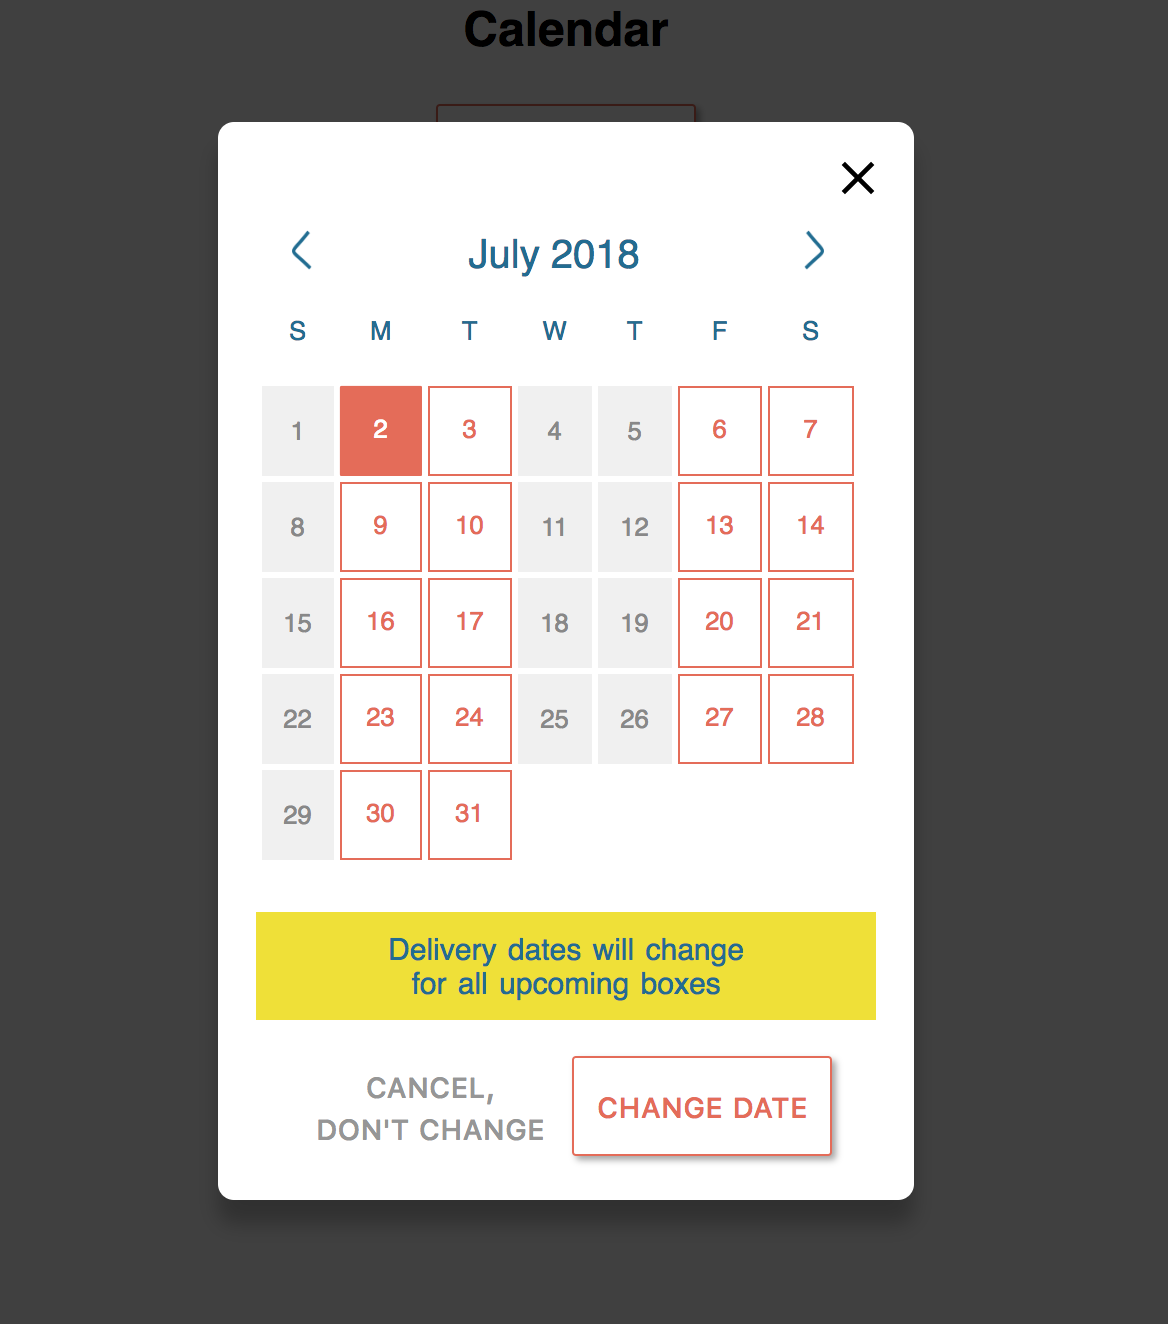 Calendar
July 2018
S M T W T F S
1 2 3 4 5 6 7
8 9 10 11 12 13 14
15 16 17 18 19 20 21
22 23 24 25 26 27 28
29 30 31
Delivery dates will change
for all upcoming boxes
CANCEL,
DON'T CHANGE
CHANGE DATE